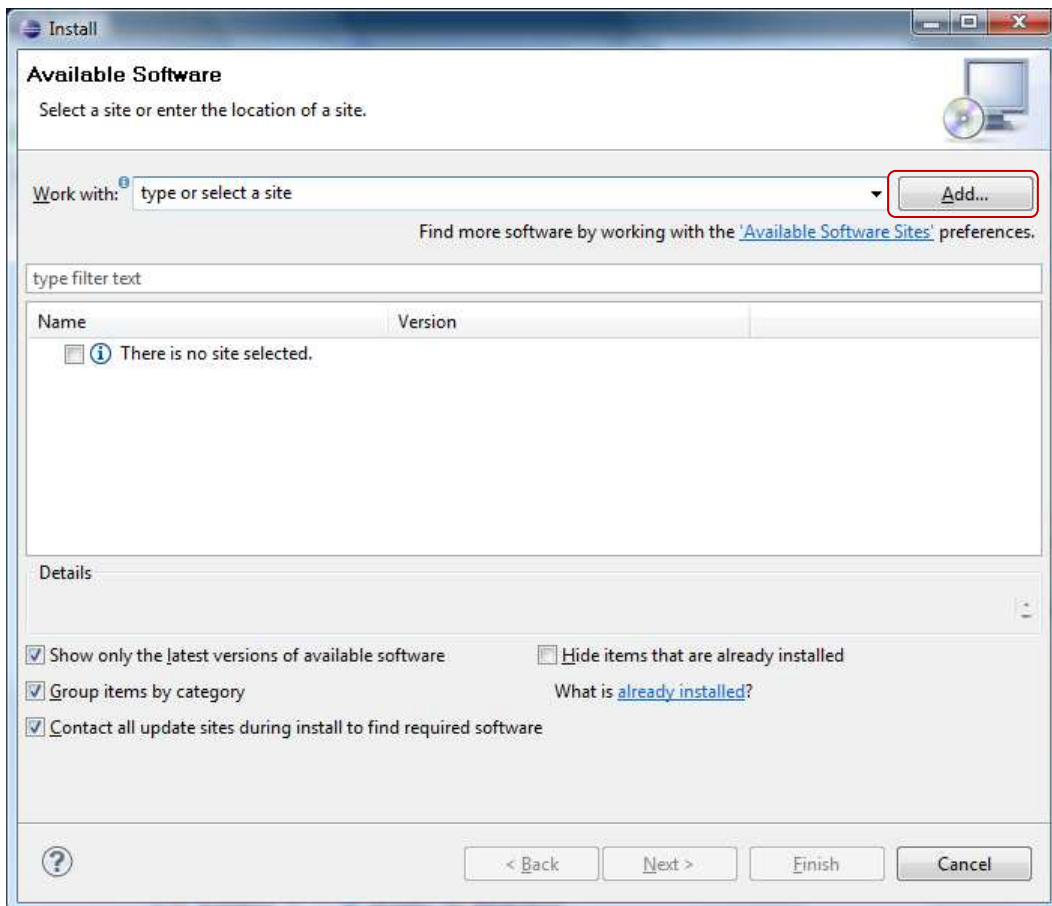 Install
Available Software
Select a site or enter the location of a site.
Work with: type or select a site Add...
Find more software by working with the 'Available Software Sites' preferences.
type filter text
Name Version
There is no site selected.
Details
Show only the latest versions of available software Hide items that are already installed
Group items by category What is already installed?
Contact all update sites during install to find required software
? < Back Next > Finish Cancel